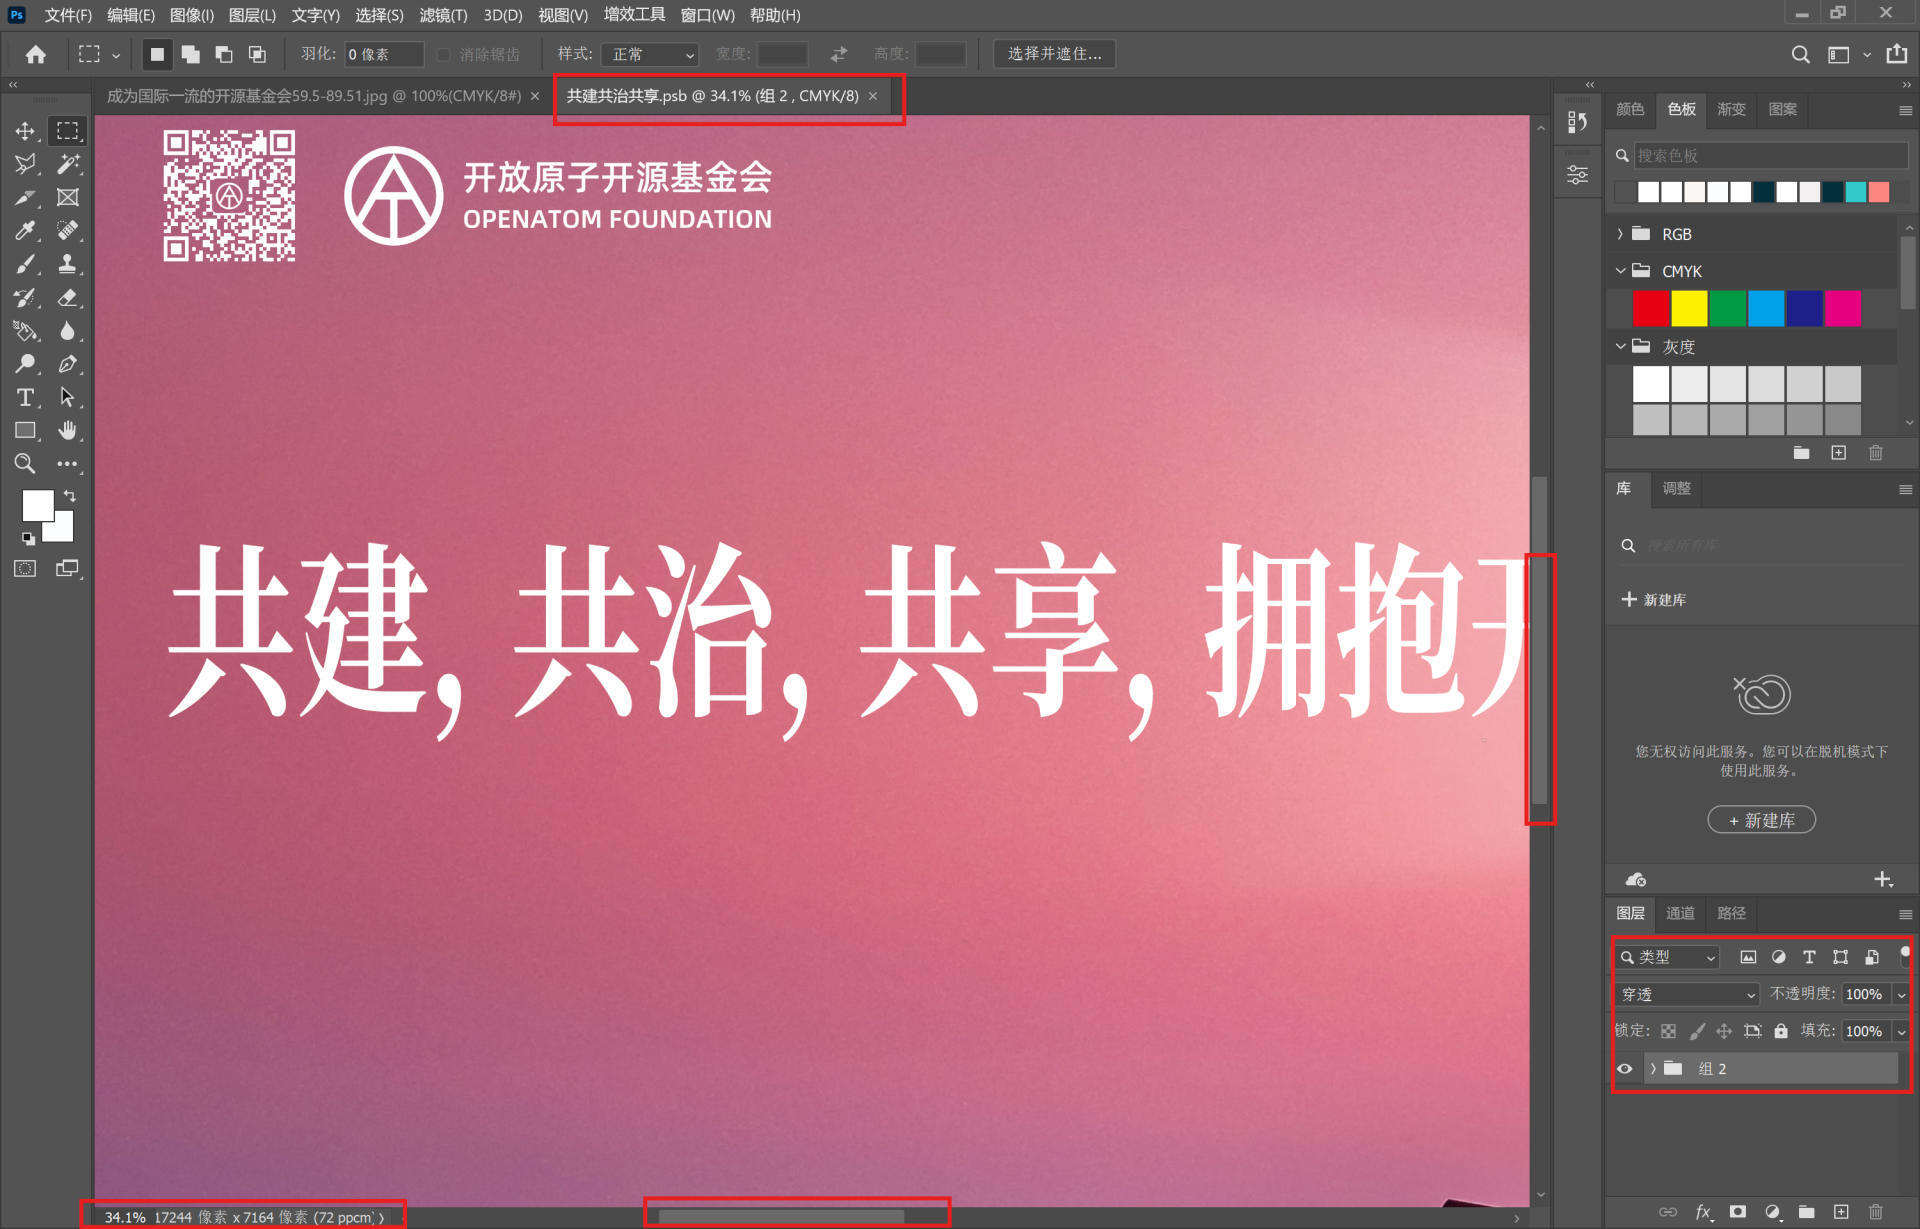 Ps 文件(F) 编辑(E) 图像(I) 图层(L) 文字(Y) 选择(S) 滤镜(T) 3D(D) 视图(V) 增效工具 窗口(W) 帮助(H)
羽化: 0 像素 消除锯齿 样式: 正常 宽度: 高度: 选择并遮住...
成为国际一流的开源基金会59.5-89.51.jpg @ 100%(CMYK/8#) × 共建共治共享.psb @ 34.1% (组 2 , CMYK/8) ×
开放原子开源基金会
OPENATOM FOUNDATION
共建, 共治, 共享, 拥抱开
34.1% 17244 像素 x 7164 像素 (72 ppcm)
颜色 色板 渐变 图案
搜索色板
RGB
CMYK
灰度
库 调整
搜索所有库
新建库
您无权访问此服务。您可以在脱机模式下
使用此服务。
+ 新建库
图层 通道 路径
类型
穿透 不透明度: 100%
锁定: 填充: 100%
组 2
fx